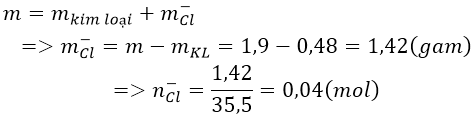 m = m_{kim loại} + m_{Cl}^{-}
=> m_{Cl}^{-} = m − m_{KL} = 1,9 − 0,48 = 1,42(gam)
=> n_{Cl}^{-} = \frac{1,42}{35,5} = 0,04(mol)